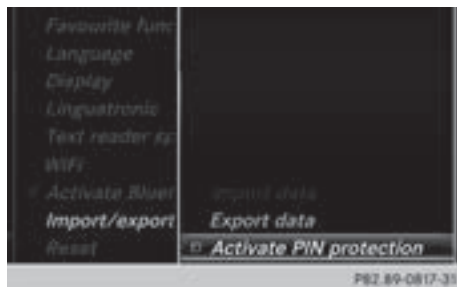 Favourite func
Language
Display
Linguatronic
Text reader
WiFi
Activate Bluet
Import/export
Reset
Import data
Export data
Activate PIN protection
P82.89-0817-31